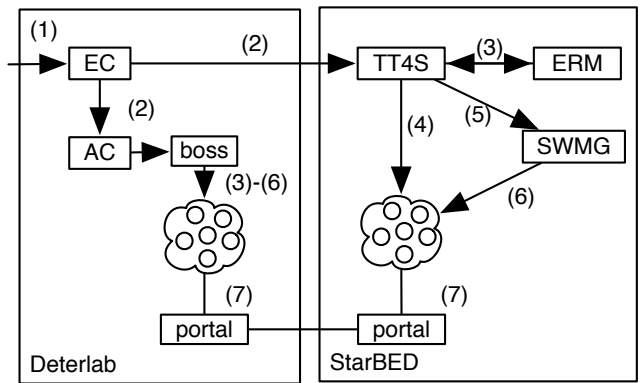 (1)
(2)
(3)
EC
TT4S
ERM
(2)
(4)
(5)
AC
boss
SWMG
(3)-(6)
(6)
(7)
(7)
portal
portal
Deterlab
StarBED